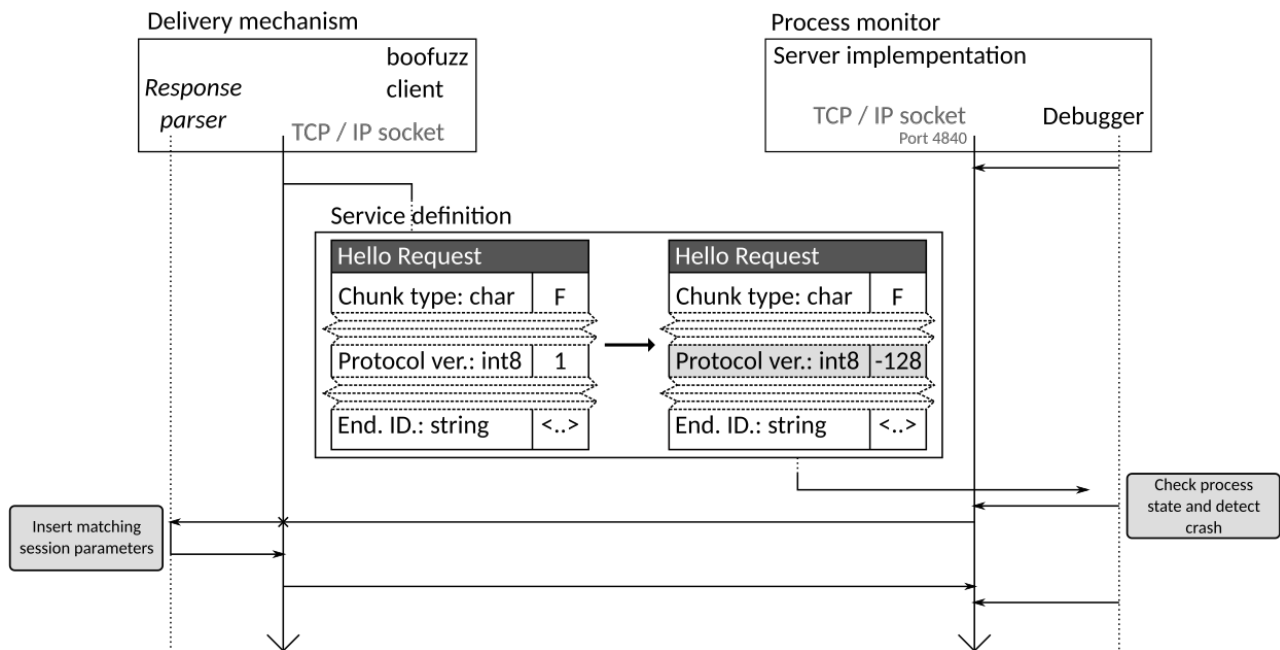 Delivery mechanism
boofuzz
client
Response
parser
TCP / IP socket
Process monitor
Server implempentation
TCP / IP socket
Port 4840
Debugger
Service definition
Hello Request
Chunk type: char F
Protocol ver.: int8 1
End. ID.: string <..>
Hello Request
Chunk type: char F
Protocol ver.: int8 -128
End. ID.: string <..>
Check process
state and detect
crash
Insert matching
session parameters